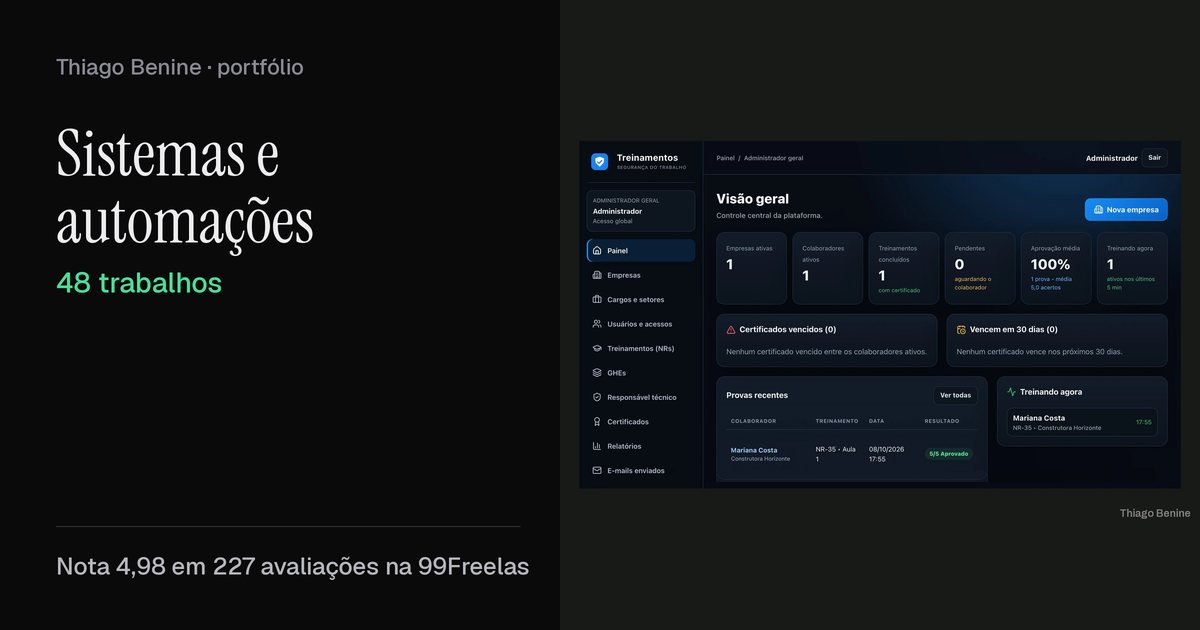 Thiago Benine · portfólio
Sistemas e
automações
48 trabalhos
Nota 4,98 em 227 avaliações na 99Freelas
Treinamentos
SEGURANÇA DO TRABALHO
ADMINISTRADOR GERAL
Administrador
Acesso global
Painel
Empresas
Cargos e setores
Usuários e acessos
Treinamentos (NRs)
GHEs
Responsável técnico
Certificados
Relatórios
E-mails enviados
Painel / Administrador geral
Administrador
Sair
Visão geral
Controle central da plataforma.
Nova empresa
Empresas ativas
1
Colaboradores
ativos
1
Treinamentos
concluídos
1
com certificado
Pendentes
0
aguardando o
colaborador
Aprovação média
100%
1 prova • média
5,0 acertos
Treinando agora
1
ativos nos últimos
5 min
Certificados vencidos (0)
Nenhum certificado vencido entre os colaboradores ativos.
Vencem em 30 dias (0)
Nenhum certificado vence nos próximos 30 dias.
Provas recentes
Ver todas
COLABORADOR TREINAMENTO DATA RESULTADO
Mariana Costa
Construtora Horizonte
NR-35 • Aula
1
08/10/2026
17:55
5/5 Aprovado
Treinando agora
Mariana Costa
NR-35 • Construtora Horizonte
17:55
Thiago Benine